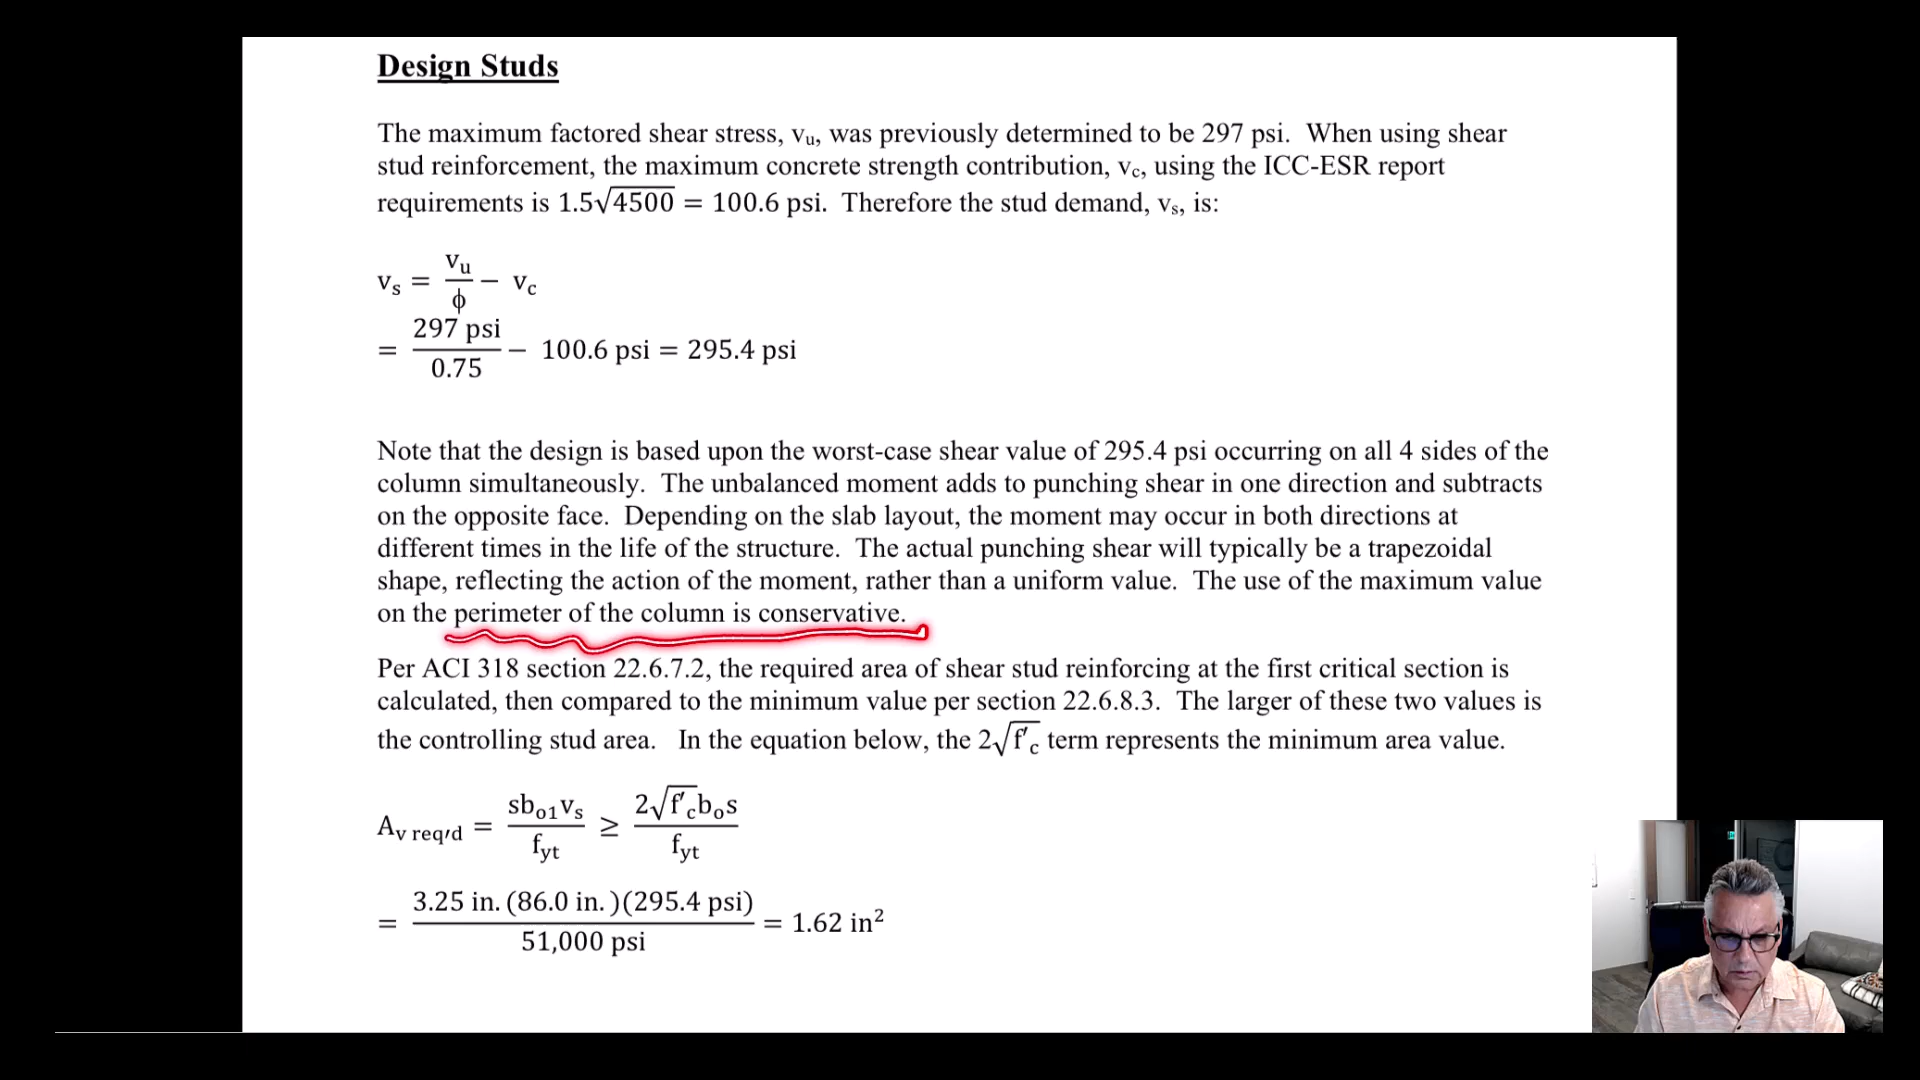 Design Studs
The maximum factored shear stress, vᵤ, was previously determined to be 297 psi. When using shear
stud reinforcement, the maximum concrete strength contribution, v꜀, using the ICC-ESR report
requirements is 1.5√4500 = 100.6 psi. Therefore the stud demand, vₛ, is:
vₛ = vᵤ/ϕ − v꜀
= 297 psi/0.75 − 100.6 psi = 295.4 psi
Note that the design is based upon the worst-case shear value of 295.4 psi occurring on all 4 sides of the
column simultaneously. The unbalanced moment adds to punching shear in one direction and subtracts
on the opposite face. Depending on the slab layout, the moment may occur in both directions at
different times in the life of the structure. The actual punching shear will typically be a trapezoidal
shape, reflecting the action of the moment, rather than a uniform value. The use of the maximum value
on the perimeter of the column is conservative.
Per ACI 318 section 22.6.7.2, the required area of shear stud reinforcing at the first critical section is
calculated, then compared to the minimum value per section 22.6.8.3. The larger of these two values is
the controlling stud area. In the equation below, the 2√f′c term represents the minimum area value.
A_v req′d = sb_o1 v_s/f_yt ≥ 2√f′c b_o s/f_yt
= 3.25 in. (86.0 in. )(295.4 psi)/51,000 psi = 1.62 in²